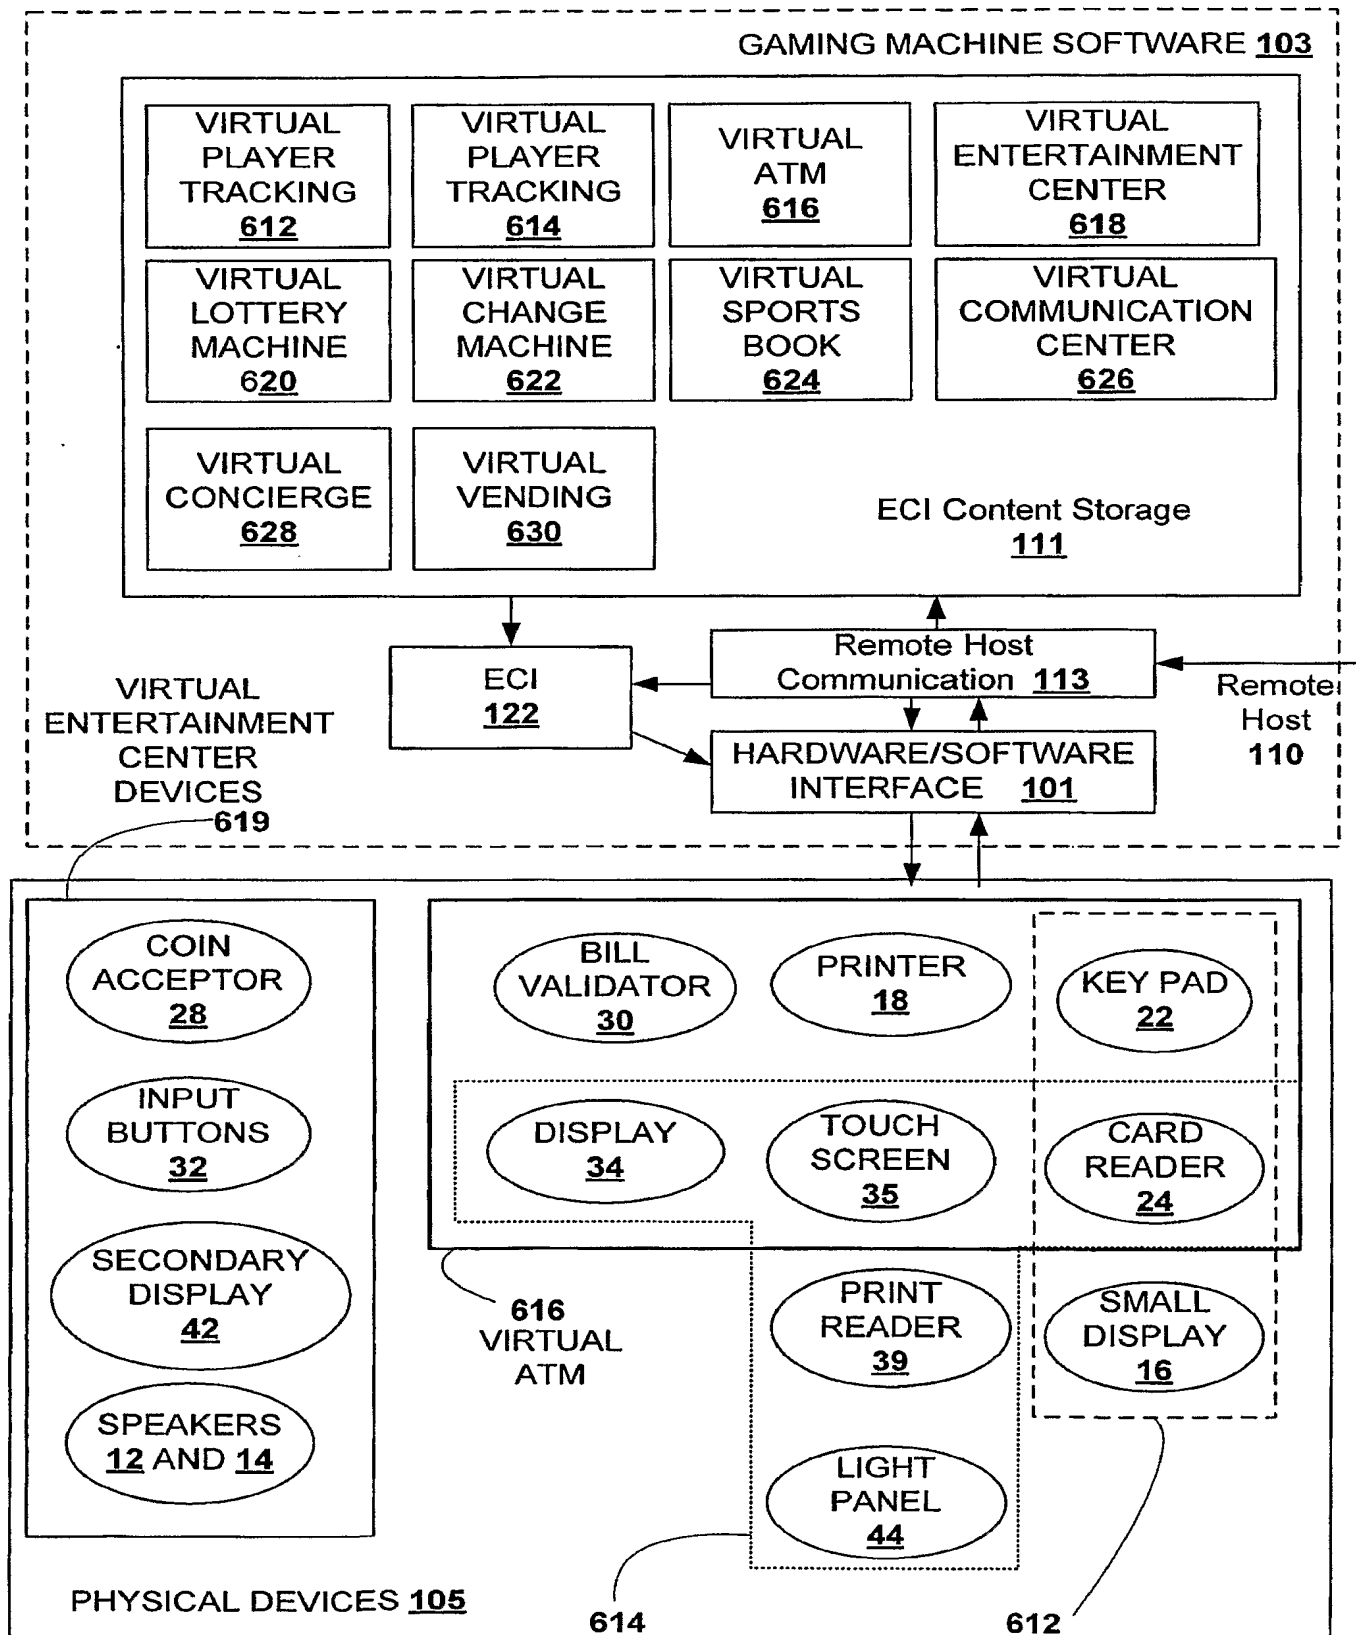 GAMING MACHINE SOFTWARE 103
VIRTUAL
PLAYER
TRACKING
612
VIRTUAL
PLAYER
TRACKING
614
VIRTUAL
ATM
616
VIRTUAL
ENTERTAINMENT
CENTER
618
VIRTUAL
LOTTERY
MACHINE
620
VIRTUAL
CHANGE
MACHINE
622
VIRTUAL
SPORTS
BOOK
624
VIRTUAL
COMMUNICATION
CENTER
626
VIRTUAL
CONCIERGE
628
VIRTUAL
VENDING
630
ECI Content Storage
111
ECI
122
Remote Host
Communication 113
Remote
Host
110
HARDWARE/SOFTWARE
INTERFACE 101
VIRTUAL
ENTERTAINMENT
CENTER
DEVICES
619
COIN
ACCEPTOR
28
INPUT
BUTTONS
32
SECONDARY
DISPLAY
42
SPEAKERS
12 AND 14
BILL
VALIDATOR
30
PRINTER
18
KEY PAD
22
DISPLAY
34
TOUCH
SCREEN
35
CARD
READER
24
616
VIRTUAL
ATM
PRINT
READER
39
SMALL
DISPLAY
16
LIGHT
PANEL
44
PHYSICAL DEVICES 105
614
612